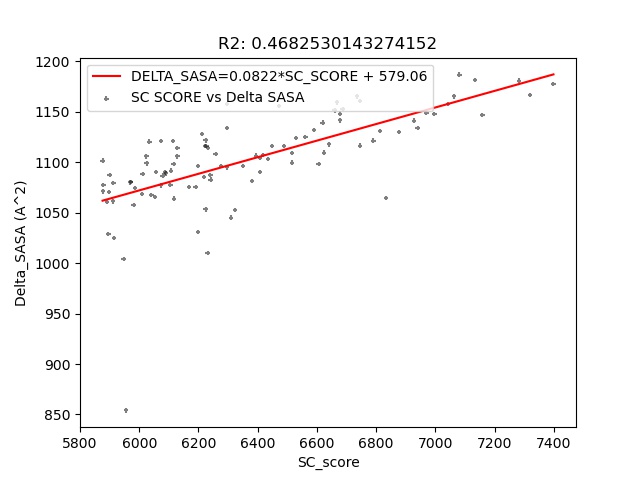 R2: 0.4682530143274152
DELTA_SASA=0.0822*SC_SCORE + 579.06
SC SCORE vs Delta SASA
1200
1150
1100
1050
1000
950
900
850
Delta_SASA (A^2)
5800 6000 6200 6400 6600 6800 7000 7200 7400
SC_score